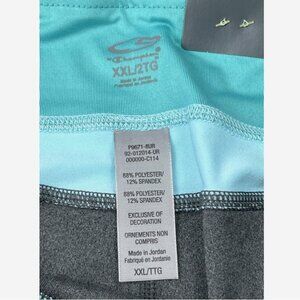 Champion
XXL/2TG
Made in Jordan
Fabriqué en Jordanie
P9671-8UR
92-012014-UR
000000-C114
88% POLYESTER/
12% SPANDEX
88% POLYESTER/
12% SPANDEX
EXCLUSIVE OF
DECORATION
ORNEMENTS NON
COMPRIS
Made in Jordan
Fabriqué en Jordanie
XXL/TTG